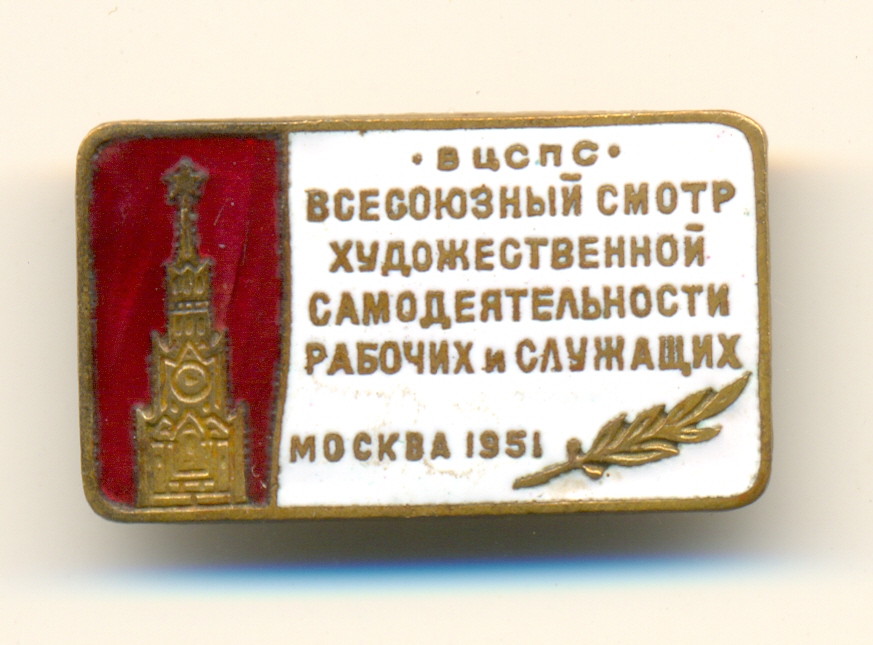 • ВЦСПС •
ВСЕСОЮЗНЫЙ СМОТР
ХУДОЖЕСТВЕННОЙ
САМОДЕЯТЕЛЬНОСТИ
РАБОЧИХ и СЛУЖАЩИХ
МОСКВА 1951